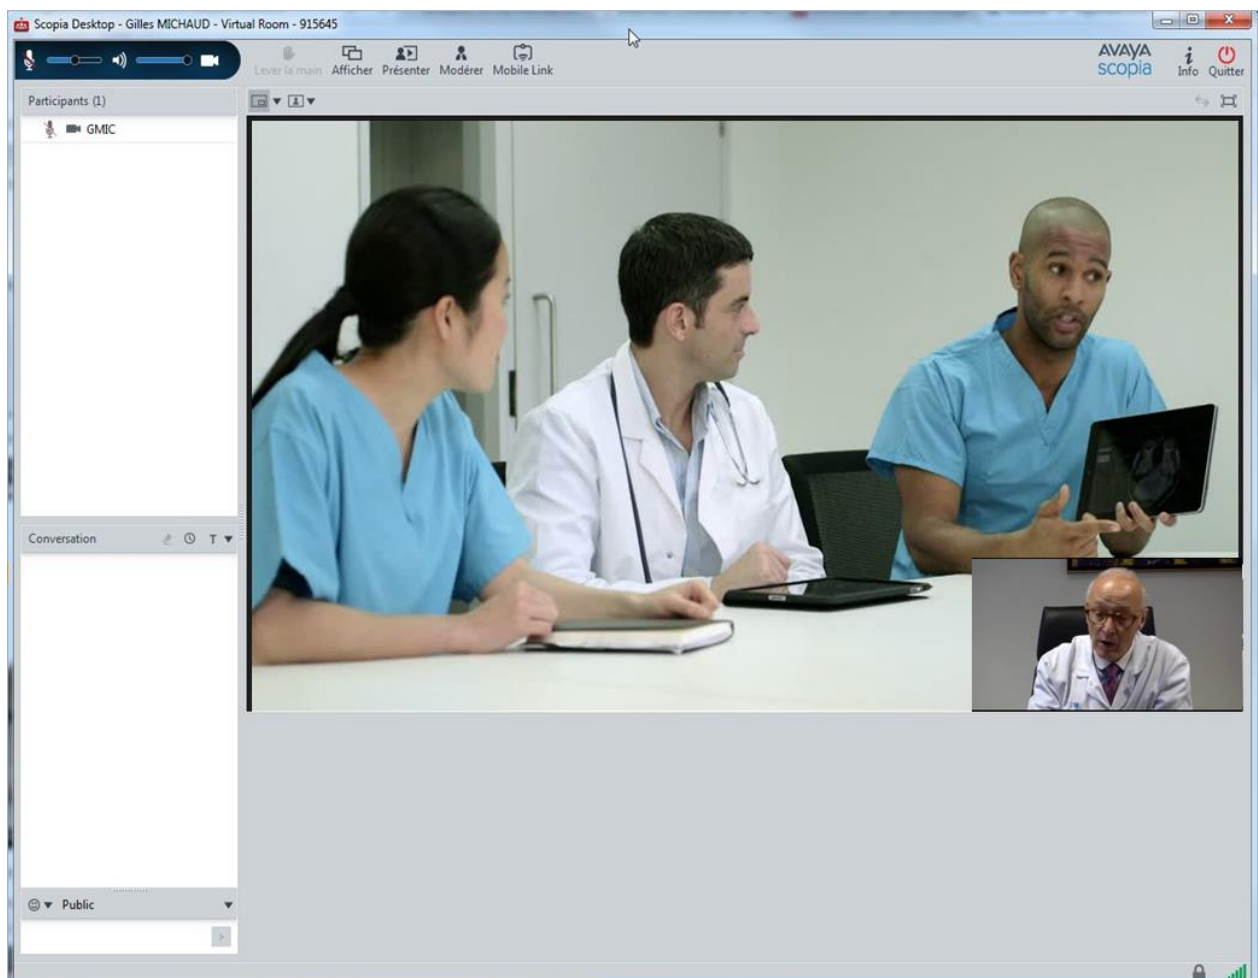 Scopia Desktop - Gilles MICHAUD - Virtual Room - 915645
Lever la main
Afficher
Présenter
Modérer
Mobile Link
AVAYA
scopia
Info
Quitter
Participants (1)
GMIC
Conversation
T
Public